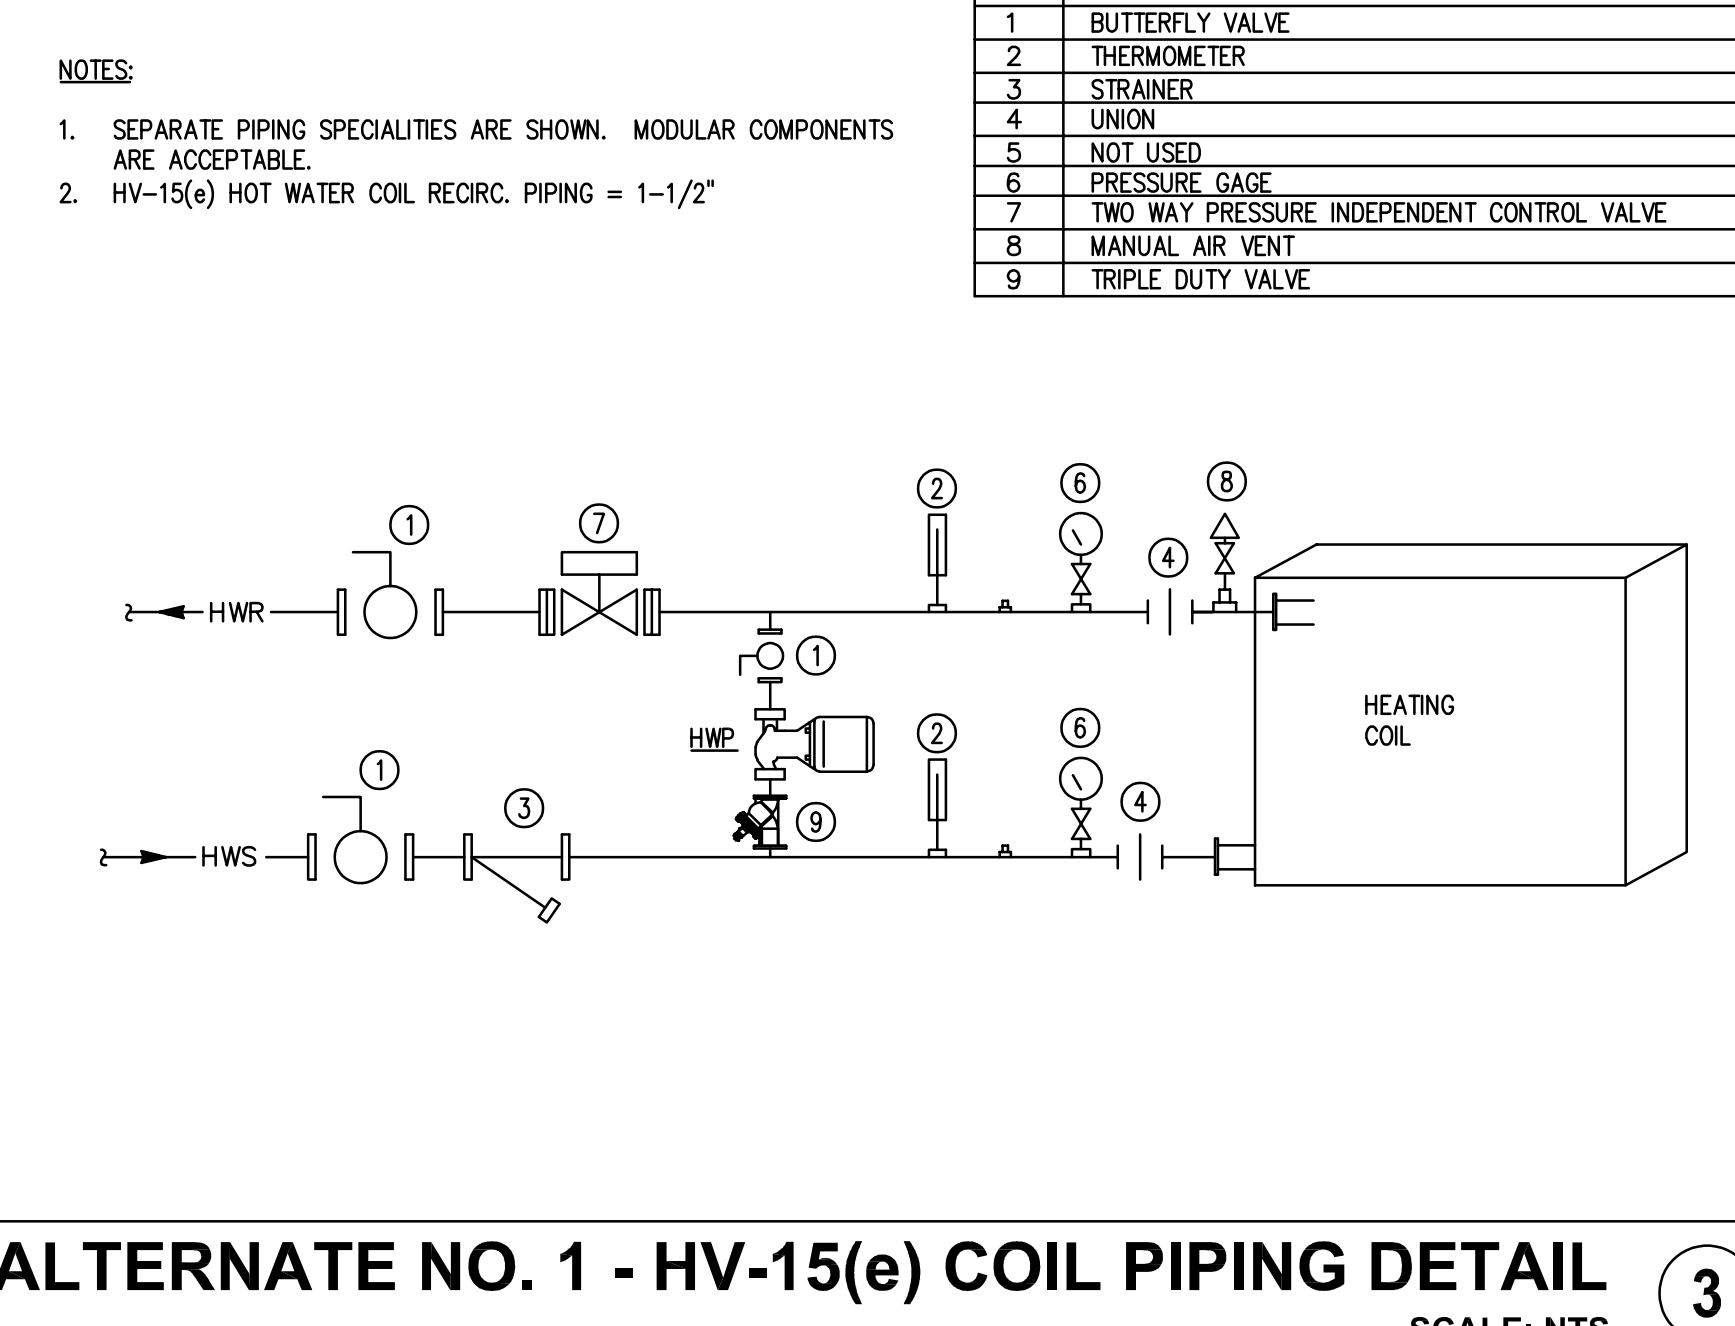 NOTES:
1. SEPARATE PIPING SPECIALITIES ARE SHOWN. MODULAR COMPONENTS
ARE ACCEPTABLE.
2. HV-15(e) HOT WATER COIL RECIRC. PIPING = 1-1/2"
1 BUTTERFLY VALVE
2 THERMOMETER
3 STRAINER
4 UNION
5 NOT USED
6 PRESSURE GAGE
7 TWO WAY PRESSURE INDEPENDENT CONTROL VALVE
8 MANUAL AIR VENT
9 TRIPLE DUTY VALVE
2
6
8
1
7
4
HWR
1
HEATING
COIL
HWP
2
6
1
3
9
4
HWS
ALTERNATE NO. 1 - HV-15(e) COIL PIPING DETAIL
3
SCALE: NTS